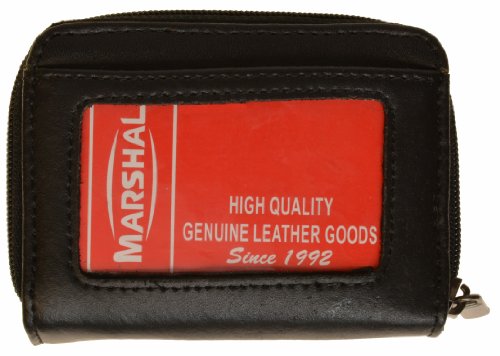 MARSHAL
HIGH QUALITY
GENUINE LEATHER GOODS
Since 1992